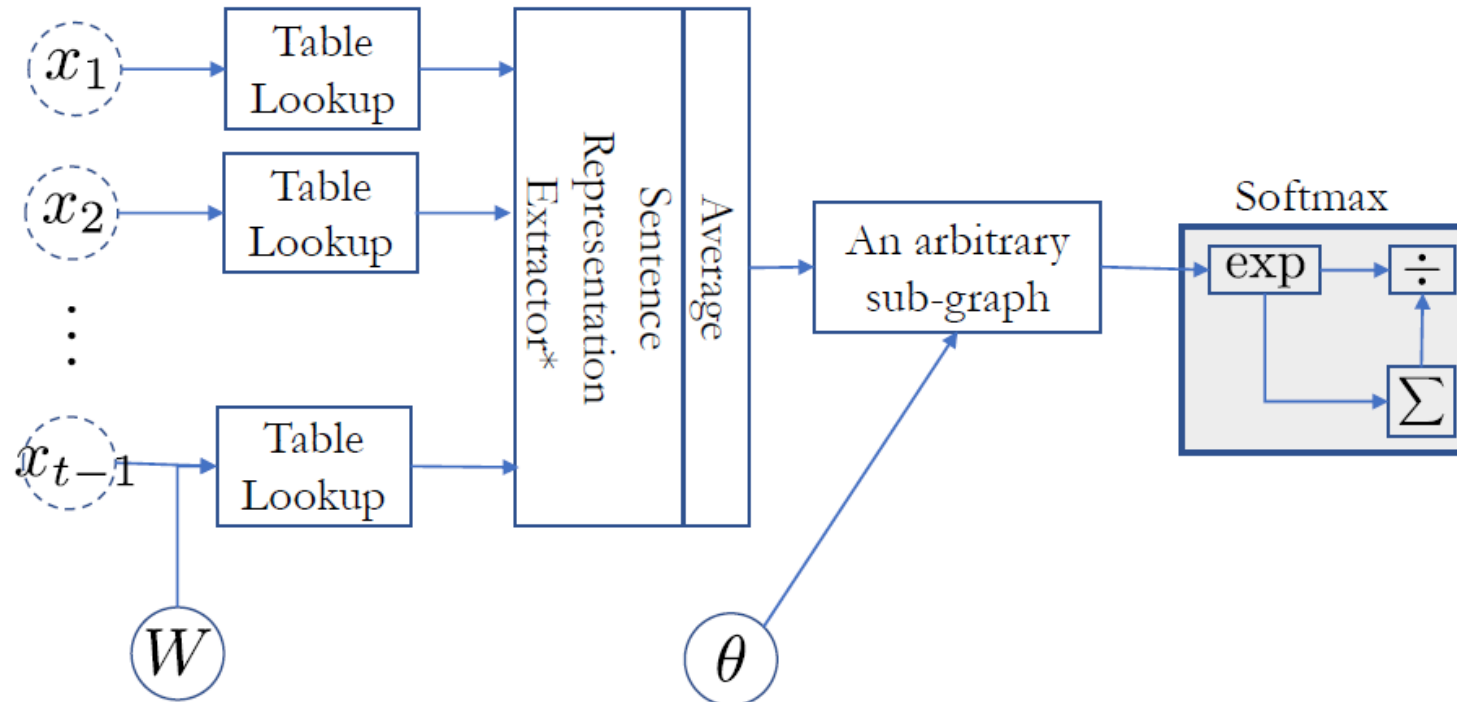 x₁
Table
Lookup
x₂
Table
Lookup
⋮
xₜ₋₁
Table
Lookup
W
Sentence
Representation
Extractor*
Average
An arbitrary
sub-graph
θ
Softmax
exp
÷
∑